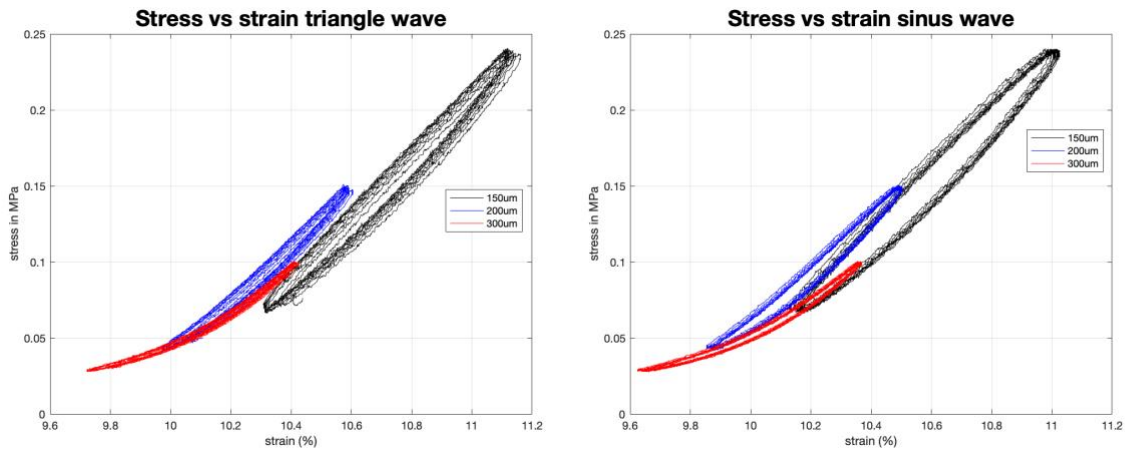 Stress vs strain triangle wave
0.25
0.2
0.15
0.1
0.05
0
stress in MPa
150um
200um
300um
9.6 9.8 10 10.2 10.4 10.6 10.8 11 11.2
strain (%)
Stress vs strain sinus wave
0.25
0.2
0.15
0.1
0.05
0
stress in MPa
150um
200um
300um
9.6 9.8 10 10.2 10.4 10.6 10.8 11 11.2
strain (%)